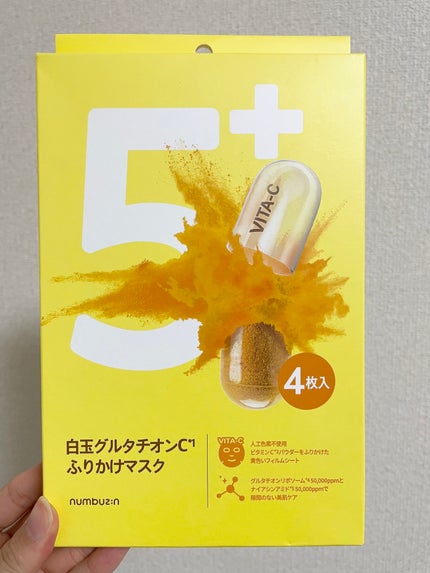 5+
VITA-C
4枚入
白玉グルタチオンC*1
ふりかけマスク
numbuz:n
VITA-C
人工色素不使用
ビタミンC*2パウダーをふりかけた
黄色いフィルムシート
グルタチオンリポソーム*4 50,000ppmと
ナイアシンアミド*5 50,000ppmで
隙間のない美肌ケア